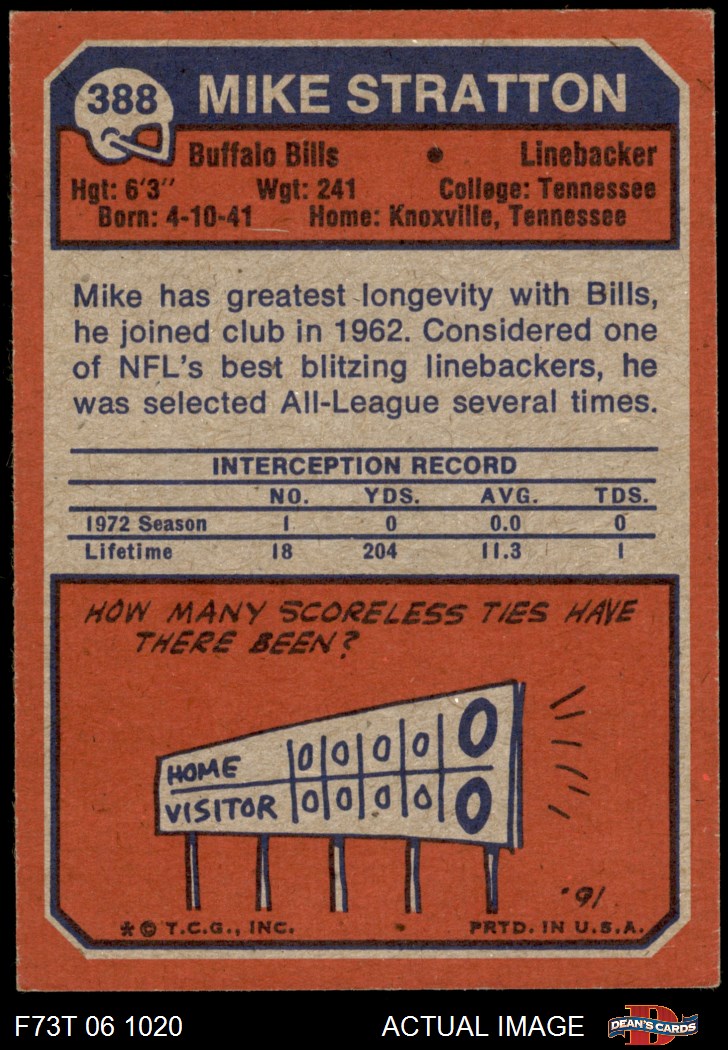 388 MIKE STRATTON
Buffalo Bills • Linebacker
Hgt: 6'3" Wgt: 241 College: Tennessee
Born: 4-10-41 Home: Knoxville, Tennessee
Mike has greatest longevity with Bills,
he joined club in 1962. Considered one
of NFL's best blitzing linebackers, he
was selected All-League several times.
INTERCEPTION RECORD
NO. YDS. AVG. TDS.
1972 Season 1 0 0.0 0
Lifetime 18 204 11.3 1
HOW MANY SCORELESS TIES HAVE
THERE BEEN?
HOME 0 0 0 0 0
VISITOR 0 0 0 0 0
'91
* © T.C.G., INC. PRTD. IN U.S.A.
F73T 06 1020 ACTUAL IMAGE DEAN'S CARDS